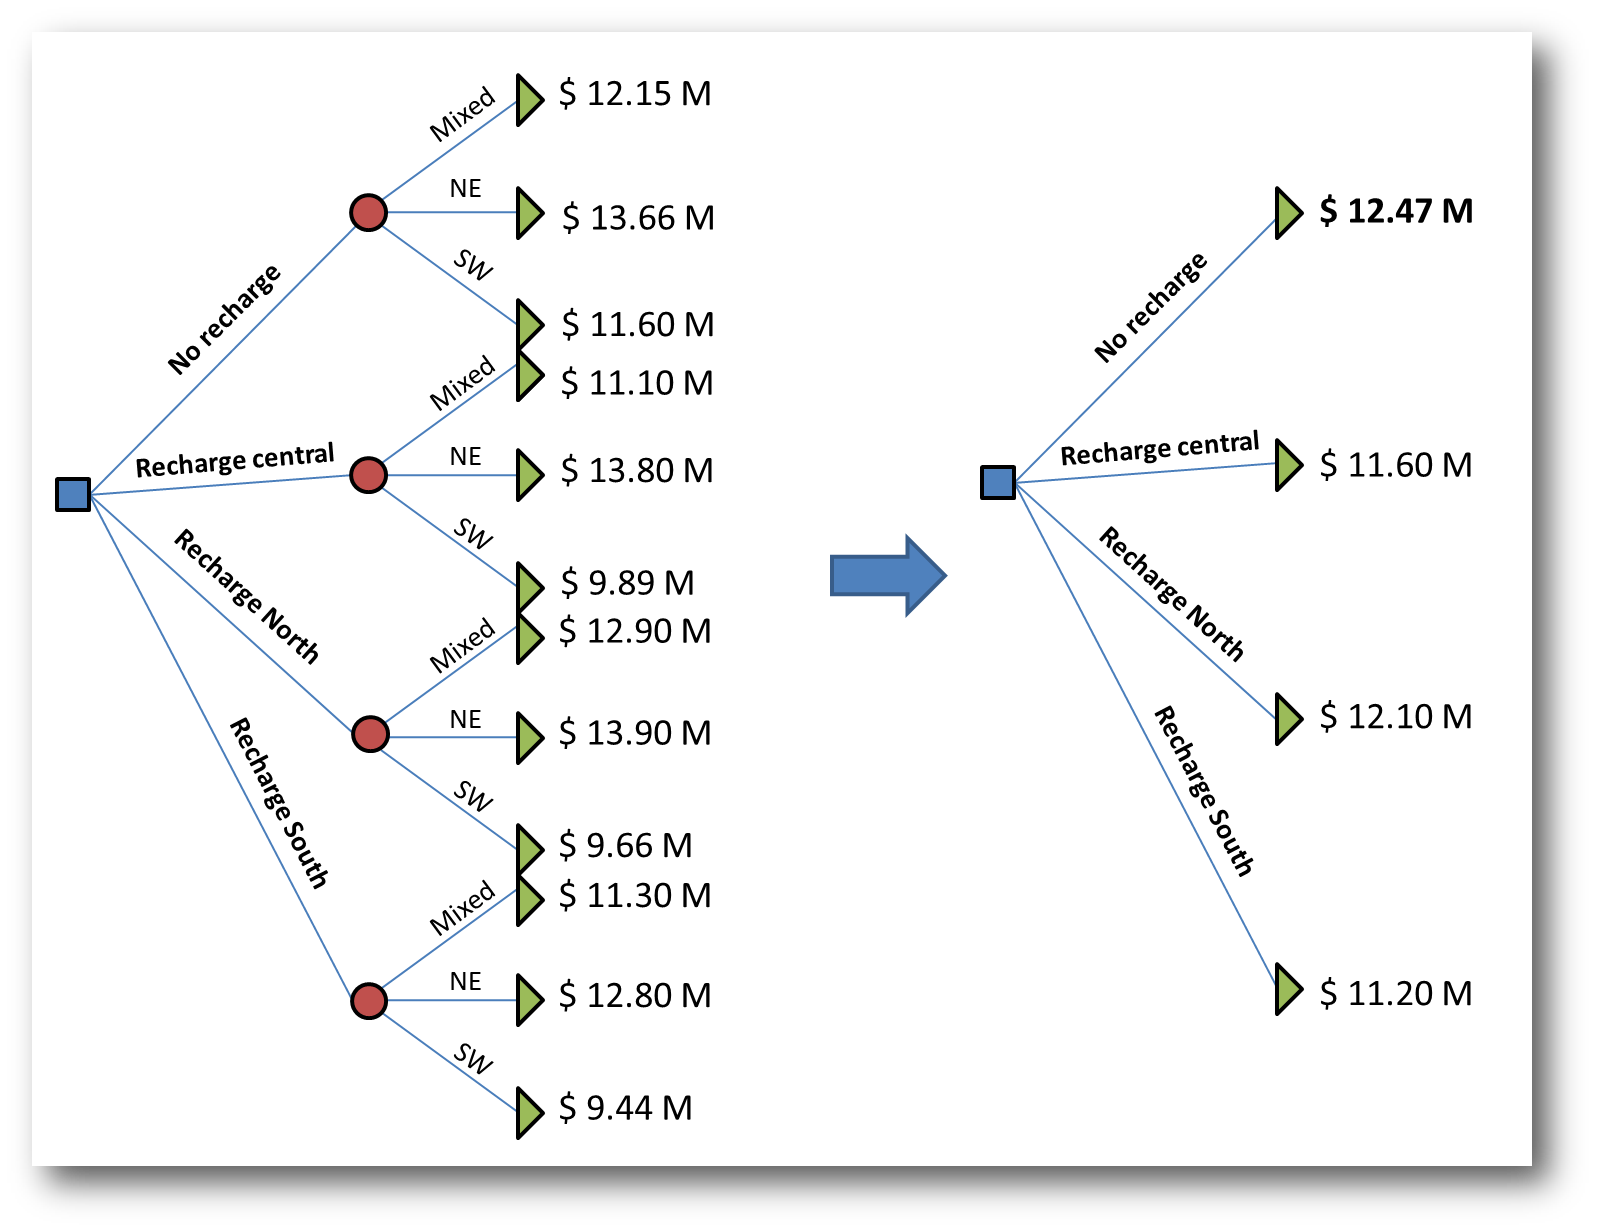 Mixed
$ 12.15 M
NE
$ 13.66 M
SW
$ 11.60 M
No recharge
Mixed
$ 11.10 M
NE
$ 13.80 M
SW
$ 9.89 M
Recharge central
Mixed
$ 12.90 M
NE
$ 13.90 M
SW
$ 9.66 M
Recharge North
Mixed
$ 11.30 M
NE
$ 12.80 M
SW
$ 9.44 M
Recharge South
No recharge
$ 12.47 M
Recharge central
$ 11.60 M
Recharge North
$ 12.10 M
Recharge South
$ 11.20 M